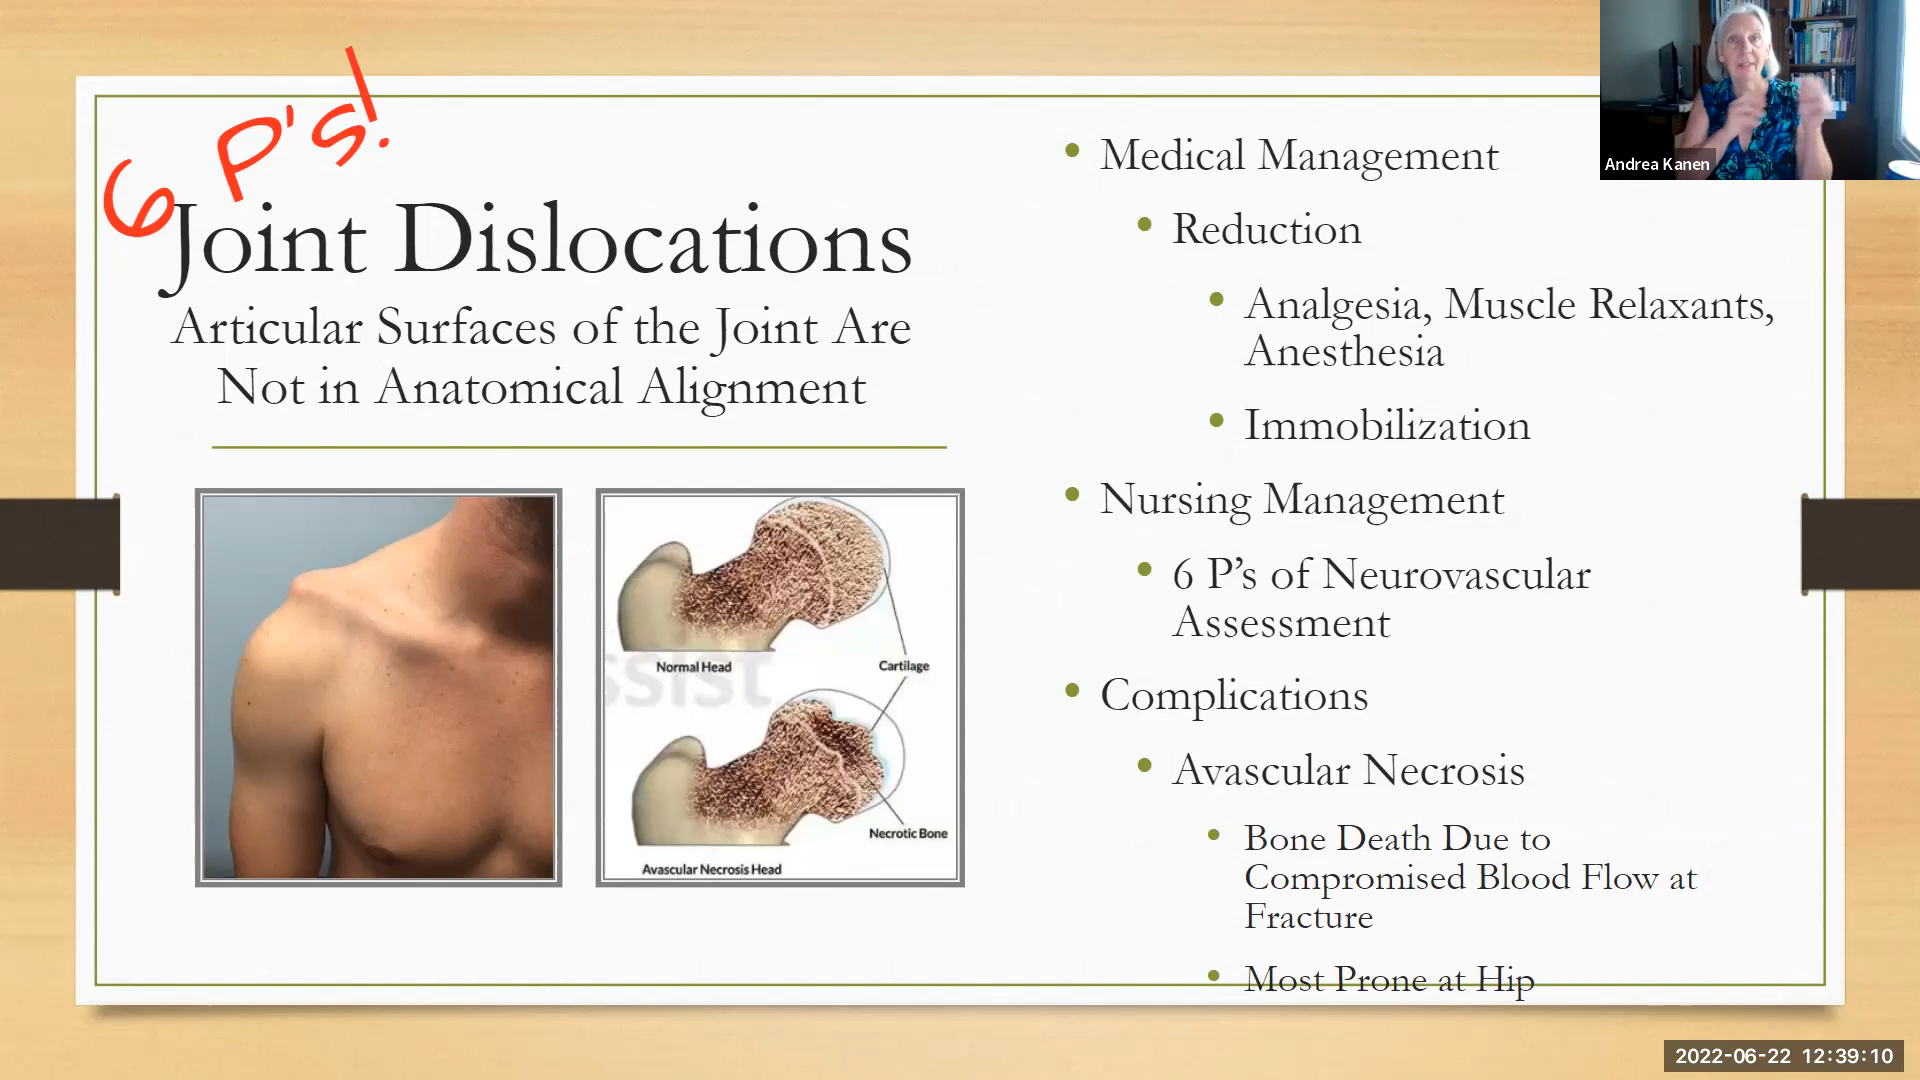 6 P's!
Joint Dislocations
Articular Surfaces of the Joint Are
Not in Anatomical Alignment
Normal Head
Cartilage
ssist
Necrotic Bone
Avascular Necrosis Head
• Medical Management
• Reduction
• Analgesia, Muscle Relaxants,
Anesthesia
• Immobilization
• Nursing Management
• 6 P’s of Neurovascular
Assessment
• Complications
• Avascular Necrosis
• Bone Death Due to
Compromised Blood Flow at
Fracture
• Most Prone at Hip
Andrea Kanen
2022-06-22 12:39:10